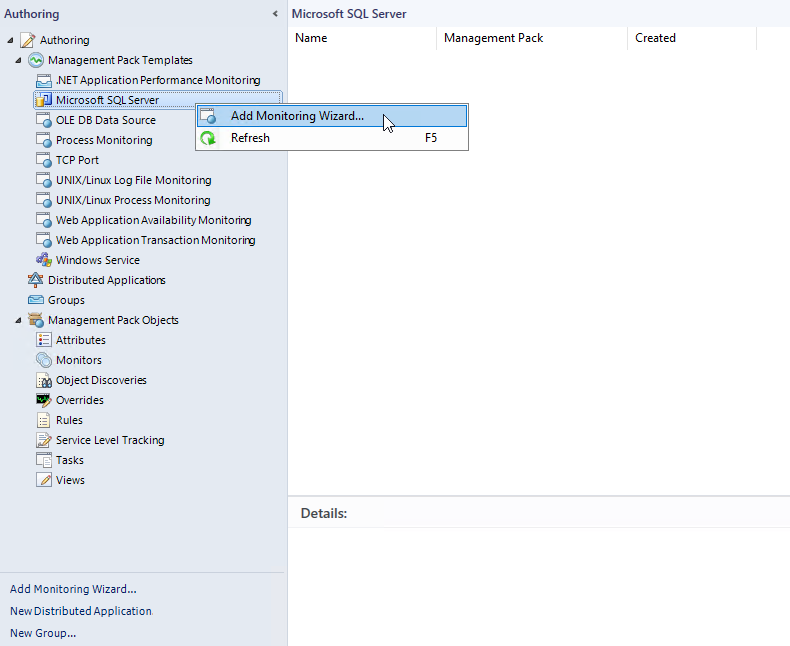 Authoring
Authoring
Management Pack Templates
.NET Application Performance Monitoring
Microsoft SQL Server
OLE DB Data Source
Process Monitoring
TCP Port
UNIX/Linux Log File Monitoring
UNIX/Linux Process Monitoring
Web Application Availability Monitoring
Web Application Transaction Monitoring
Windows Service
Distributed Applications
Groups
Management Pack Objects
Attributes
Monitors
Object Discoveries
Overrides
Rules
Service Level Tracking
Tasks
Views
Add Monitoring Wizard...
New Distributed Application
New Group...
Add Monitoring Wizard...
Refresh F5
Microsoft SQL Server
Name Management Pack Created
Details: